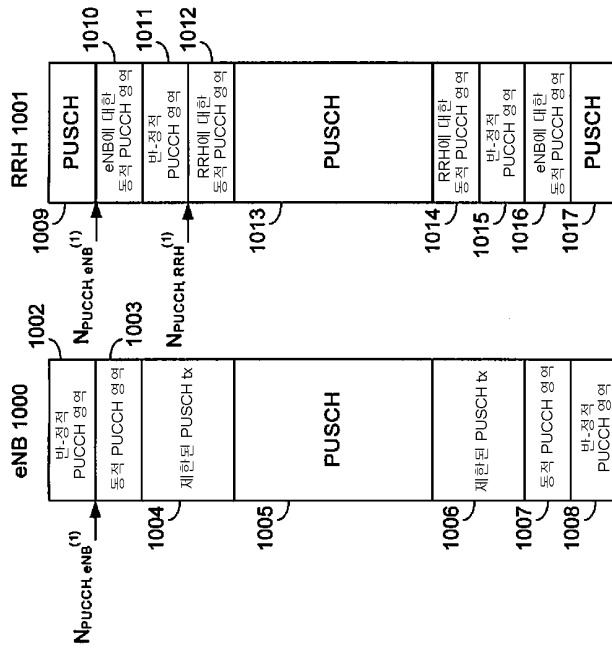 eNB 1000
1002
반-정적
PUCCH 영역
N_PUCCH, eNB^(1)
1003
동적 PUCCH 영역
1004
제한된 PUSCH tx
1005
PUSCH
1006
제한된 PUSCH tx
1007
동적 PUCCH 영역
1008
반-정적
PUCCH 영역
RRH 1001
1009
PUSCH
N_PUCCH, eNB^(1)
1010
eNB에 대한
동적 PUCCH 영역
1011
반-정적
PUCCH 영역
N_PUCCH, RRH^(1)
1012
RRH에 대한
동적 PUCCH 영역
1013
PUSCH
1014
RRH에 대한
동적 PUCCH 영역
1015
반-정적
PUCCH 영역
1016
eNB에 대한
동적 PUCCH 영역
1017
PUSCH